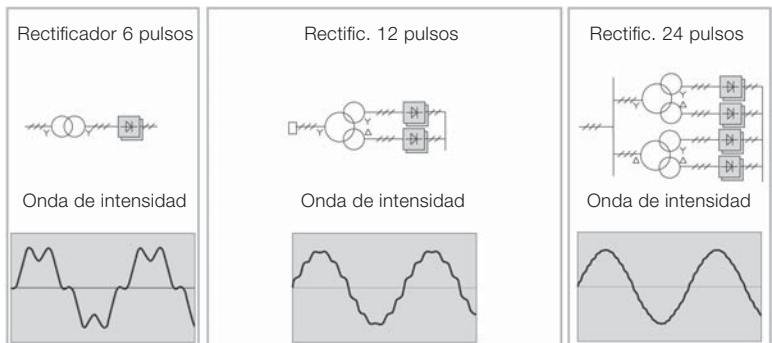 Rectificador 6 pulsos
Onda de intensidad
Rectific. 12 pulsos
Onda de intensidad
Rectific. 24 pulsos
Onda de intensidad